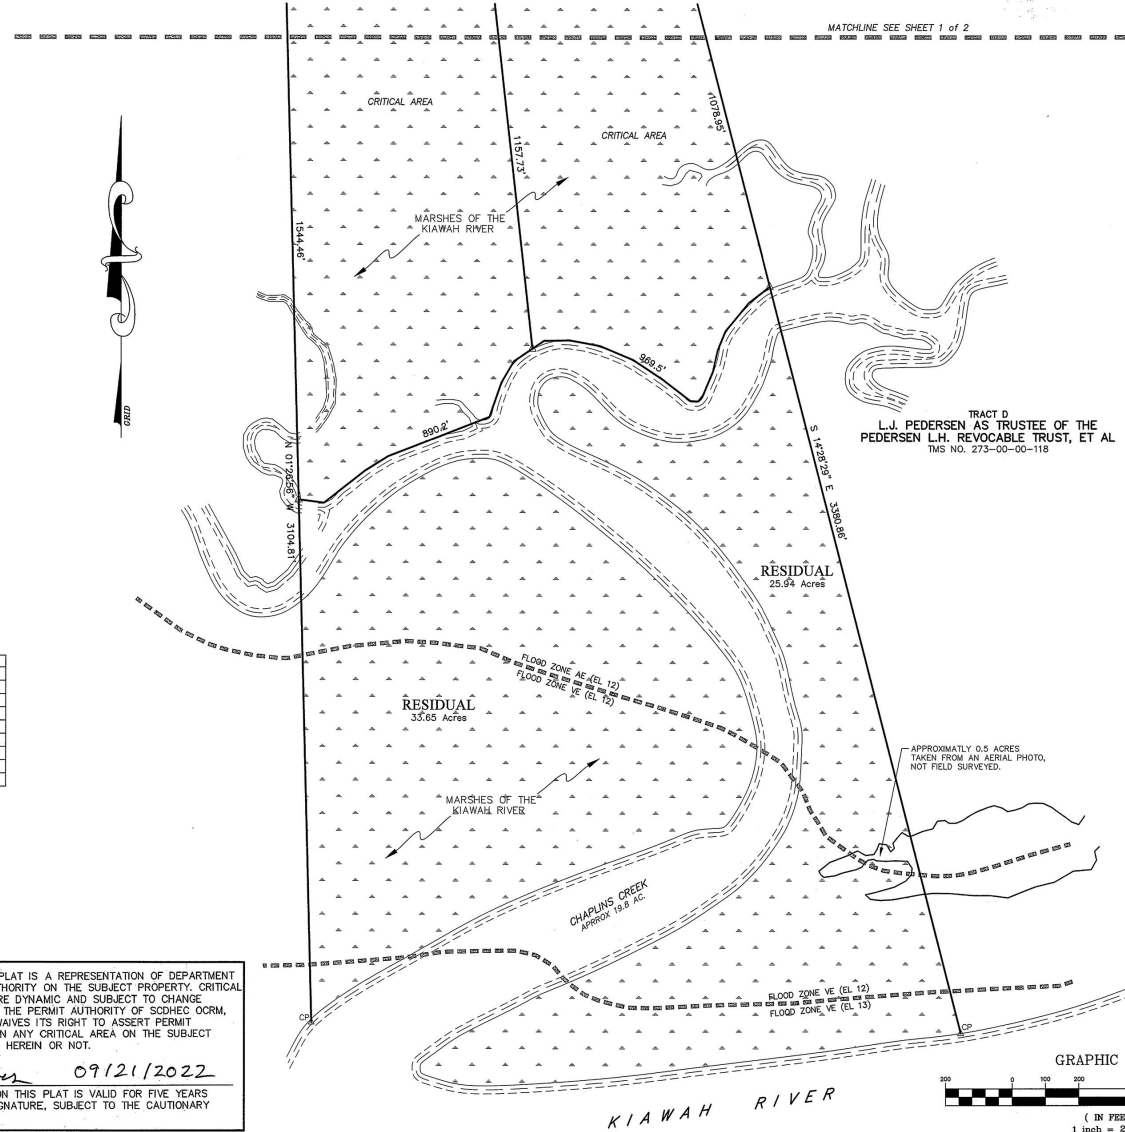 MATCHLINE SEE SHEET 1 of 2
CRITICAL AREA
CRITICAL AREA
1078.95'
1157.73'
1544.46'
MARSHES OF THE
KIAWAH RIVER
GRID
969.5'
890.2'
TRACT D
L.J. PEDERSEN AS TRUSTEE OF THE
PEDERSEN L.H. REVOCABLE TRUST, ET AL
TMS NO. 273-00-00-118
N 01°26'56" W 3104.81'
S 14°28'29" E 3380.86'
RESIDUAL
25.94 Acres
FLOOD ZONE AE (EL 12)
FLOOD ZONE VE (EL 12)
RESIDUAL
33.65 Acres
APPROXIMATLY 0.5 ACRES
TAKEN FROM AN AERIAL PHOTO,
NOT FIELD SURVEYED.
MARSHES OF THE
KIAWAH RIVER
CHAPLINS CREEK
APRROX 19.8 AC.
PLAT IS A REPRESENTATION OF DEPARTMENT
THORITY ON THE SUBJECT PROPERTY. CRITICAL
RE DYNAMIC AND SUBJECT TO CHANGE
THE PERMIT AUTHORITY OF SCDHEC OCRM,
WAIVES ITS RIGHT TO ASSERT PERMIT
N ANY CRITICAL AREA ON THE SUBJECT
HEREIN OR NOT.
09/21/2022
ON THIS PLAT IS VALID FOR FIVE YEARS
GNATURE, SUBJECT TO THE CAUTIONARY
FLOOD ZONE VE (EL 12)
FLOOD ZONE VE (EL 13)
CP
CP
KIAWAH RIVER
GRAPHIC
200 0 100 200
( IN FEE
1 inch = 2